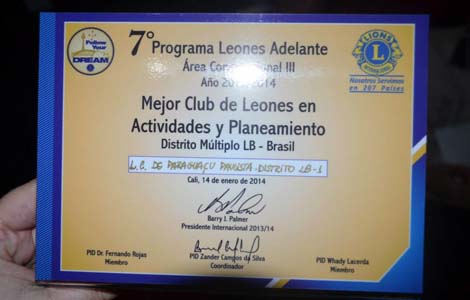 Follow Your
DREAM
7° Programa Leones Adelante
LIONS
INTERNATIONAL
Área III
Año 2014
Nosotros Servimos
en 207 Países
Mejor Club de Leones en
Actividades y Planeamiento
Distrito Múltiplo LB - Brasil
L.C. DE PARAGUAÇU PAULISTA - DISTRITO LB-1
Cali, 14 de enero de 2014
Barry J. Palmer
Presidente Internacional 2013/14
PID Dr. Fernando Rojas
Miembro
PID Zander Campos da Silva
Coordinador
PID Whady Lacerda
Miembro